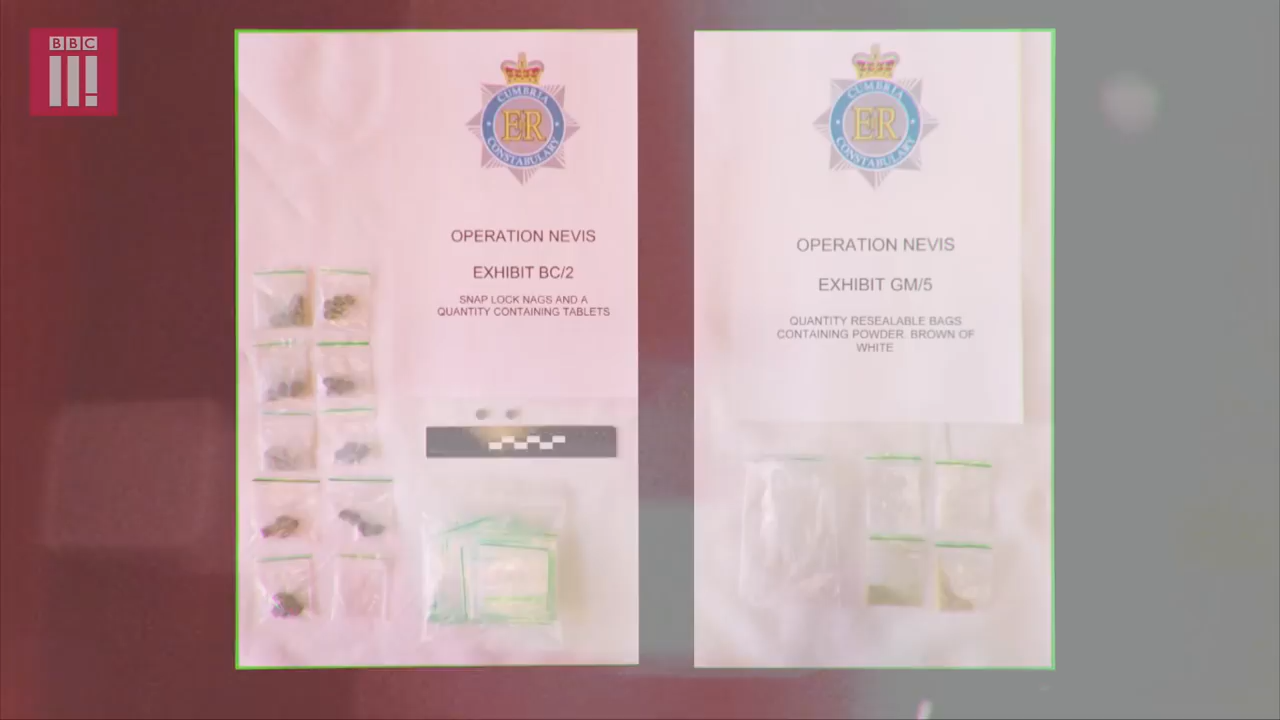 BBC
CUMBRIA
ER
CONSTABULARY
OPERATION NEVIS
EXHIBIT BC/2
SNAP LOCK NAGS AND A
QUANTITY CONTAINING TABLETS
CUMBRIA
ER
CONSTABULARY
OPERATION NEVIS
EXHIBIT GM/5
QUANTITY RESEALABLE BAGS
CONTAINING POWDER. BROWN OF
WHITE